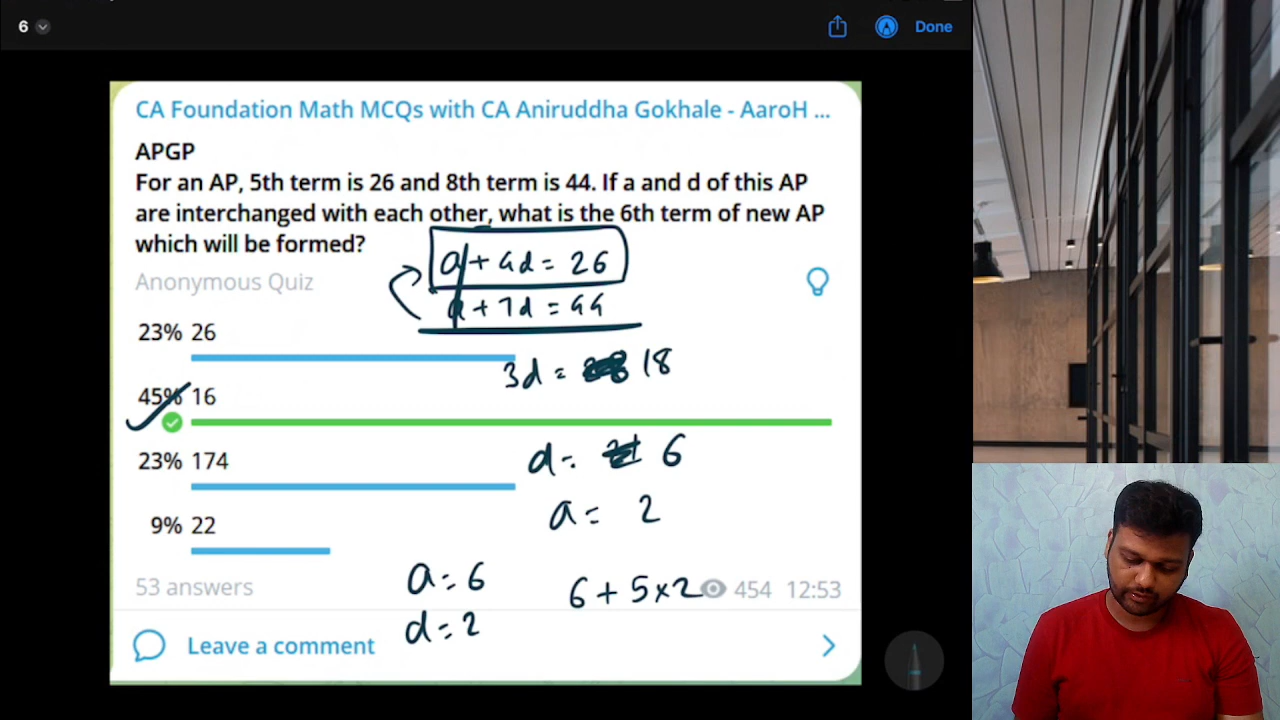 6
Done
CA Foundation Math MCQs with CA Aniruddha Gokhale - AaroH ...
APGP
For an AP, 5th term is 26 and 8th term is 44. If a and d of this AP
are interchanged with each other, what is the 6th term of new AP
which will be formed?
a + 4d = 26
Anonymous Quiz
a + 7d = 44
23% 26
3d = 18
45% 16
d = 6
23% 174
a = 2
9% 22
a = 6
6 + 5 × 2
53 answers
454 12:53
d = 2
Leave a comment